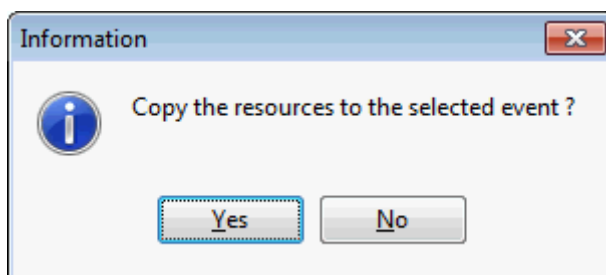 Information
Copy the resources to the selected event ?
Yes No